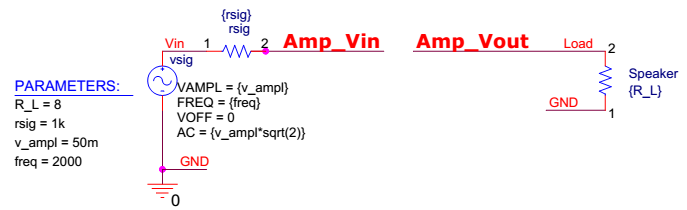 {rsig}
rsig
Vin
1
2
Amp_Vin
Amp_Vout
Load
2
vsig
PARAMETERS:
R_L = 8
rsig = 1k
v_ampl = 50m
freq = 2000
VAMPL = {v_ampl}
FREQ = {freq}
VOFF = 0
AC = {v_ampl*sqrt(2)}
Speaker
{R_L}
GND
1
GND
0